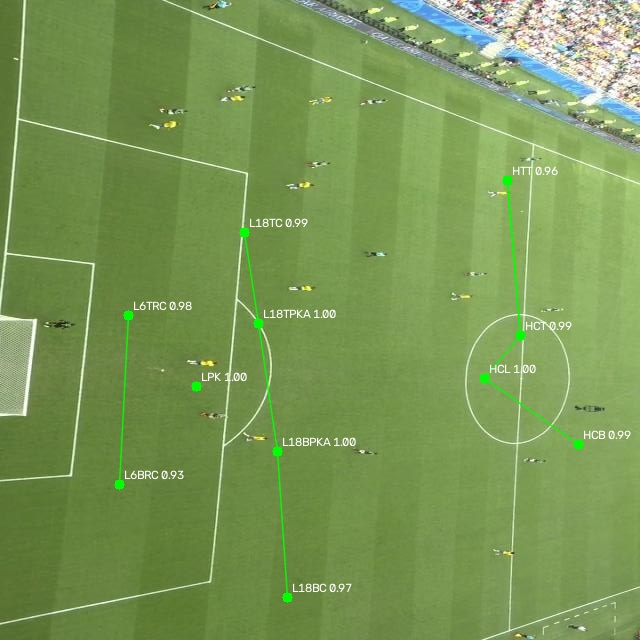 HTT 0.96
L18TC 0.99
L6TRC 0.98
L18TPKA 1.00
HCT 0.99
HCL 1.00
LPK 1.00
L18BPKA 1.00
HCB 0.99
L6BRC 0.93
L18BC 0.97